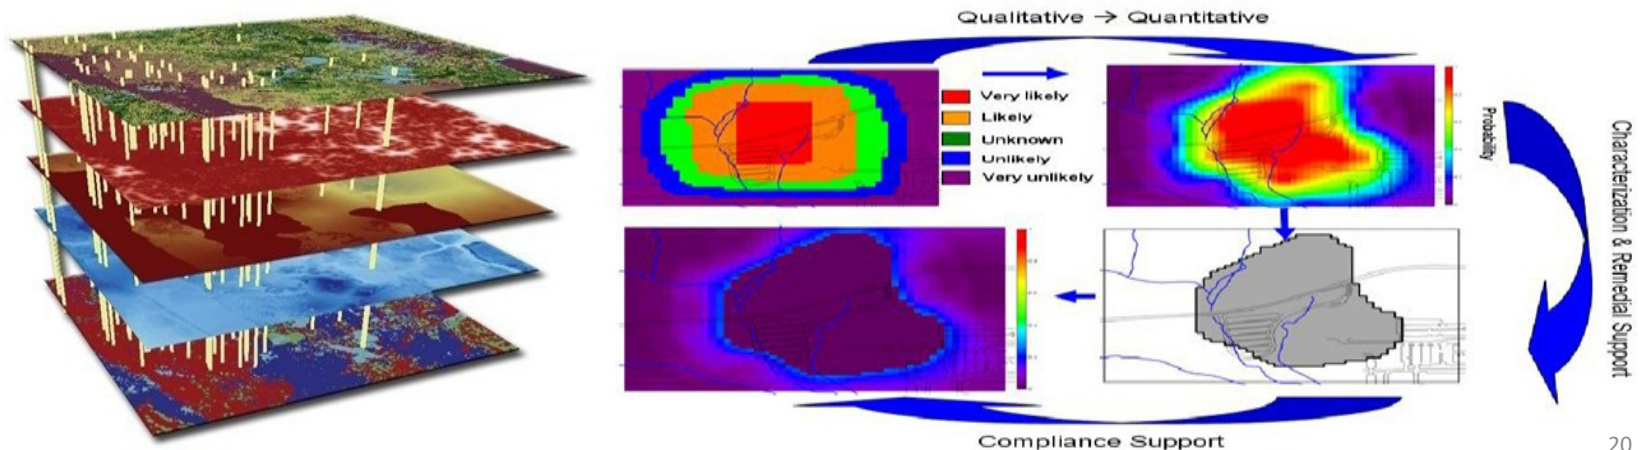 Qualitative → Quantitative
Very likely
Likely
Unknown
Unlikely
Very unlikely
Probability
Characterization & Remedial Support
Compliance Support
20